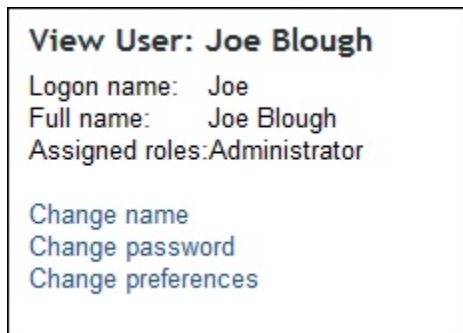 View User: Joe Blough
Logon name: Joe
Full name: Joe Blough
Assigned roles:Administrator
Change name
Change password
Change preferences